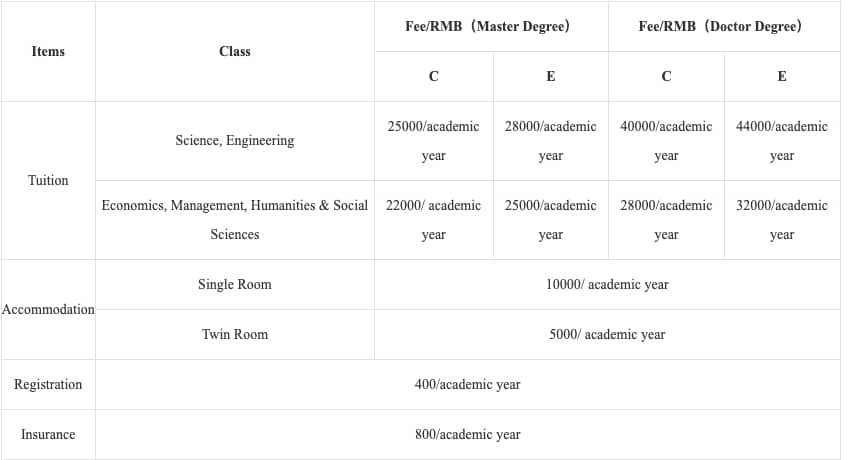 Items
Class
Fee/RMB（Master Degree）
Fee/RMB（Doctor Degree）
C
E
C
E
Tuition
Science, Engineering
25000/academic
year
28000/academic
year
40000/academic
year
44000/academic
year
Economics, Management, Humanities & Social
Sciences
22000/ academic
year
25000/academic
year
28000/academic
year
32000/academic
year
Accommodation
Single Room
10000/ academic year
Twin Room
5000/ academic year
Registration
400/academic year
Insurance
800/academic year